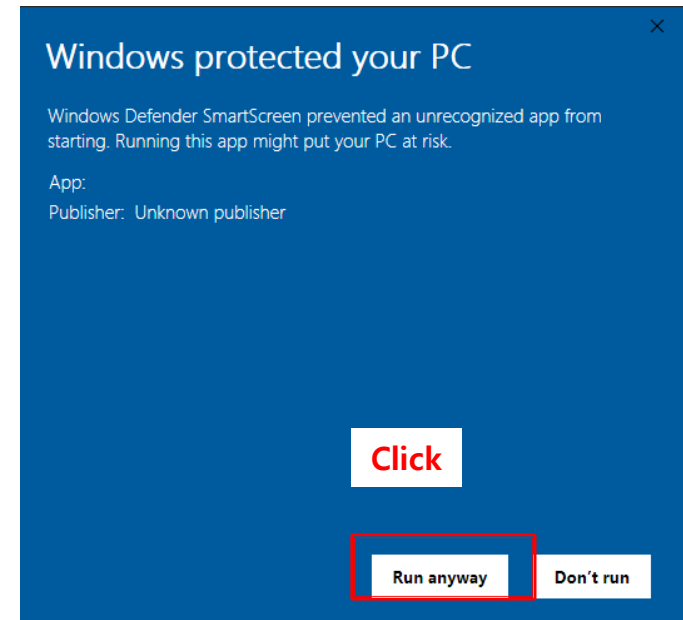 Windows protected your PC
Windows Defender SmartScreen prevented an unrecognized app from
starting. Running this app might put your PC at risk.
App:
Publisher: Unknown publisher
Click
Run anyway
Don't run